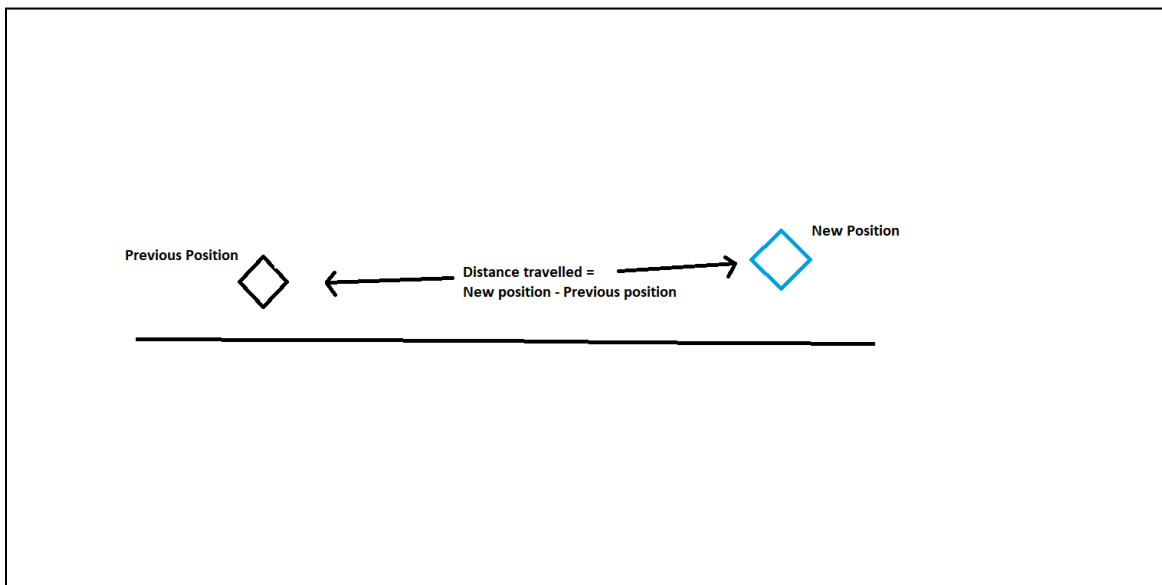 New Position
Previous Position
Distance travelled =
New position - Previous position